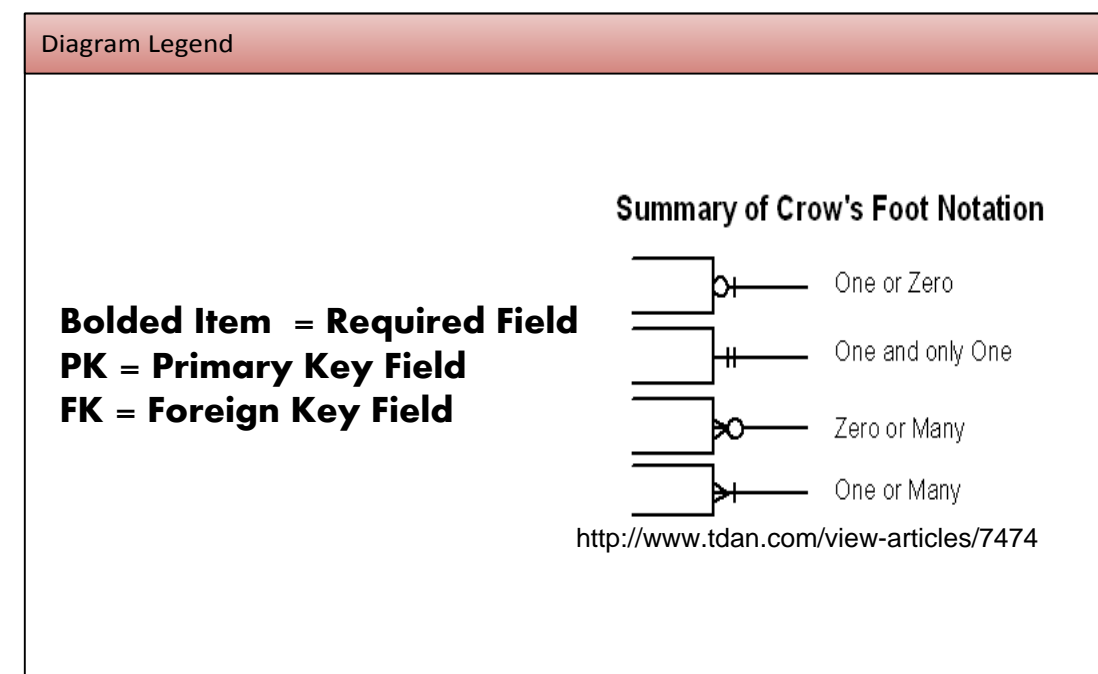 Diagram Legend
Bolded Item = Required Field
PK = Primary Key Field
FK = Foreign Key Field
Summary of Crow's Foot Notation
One or Zero
One and only One
Zero or Many
One or Many
http://www.tdan.com/view-articles/7474